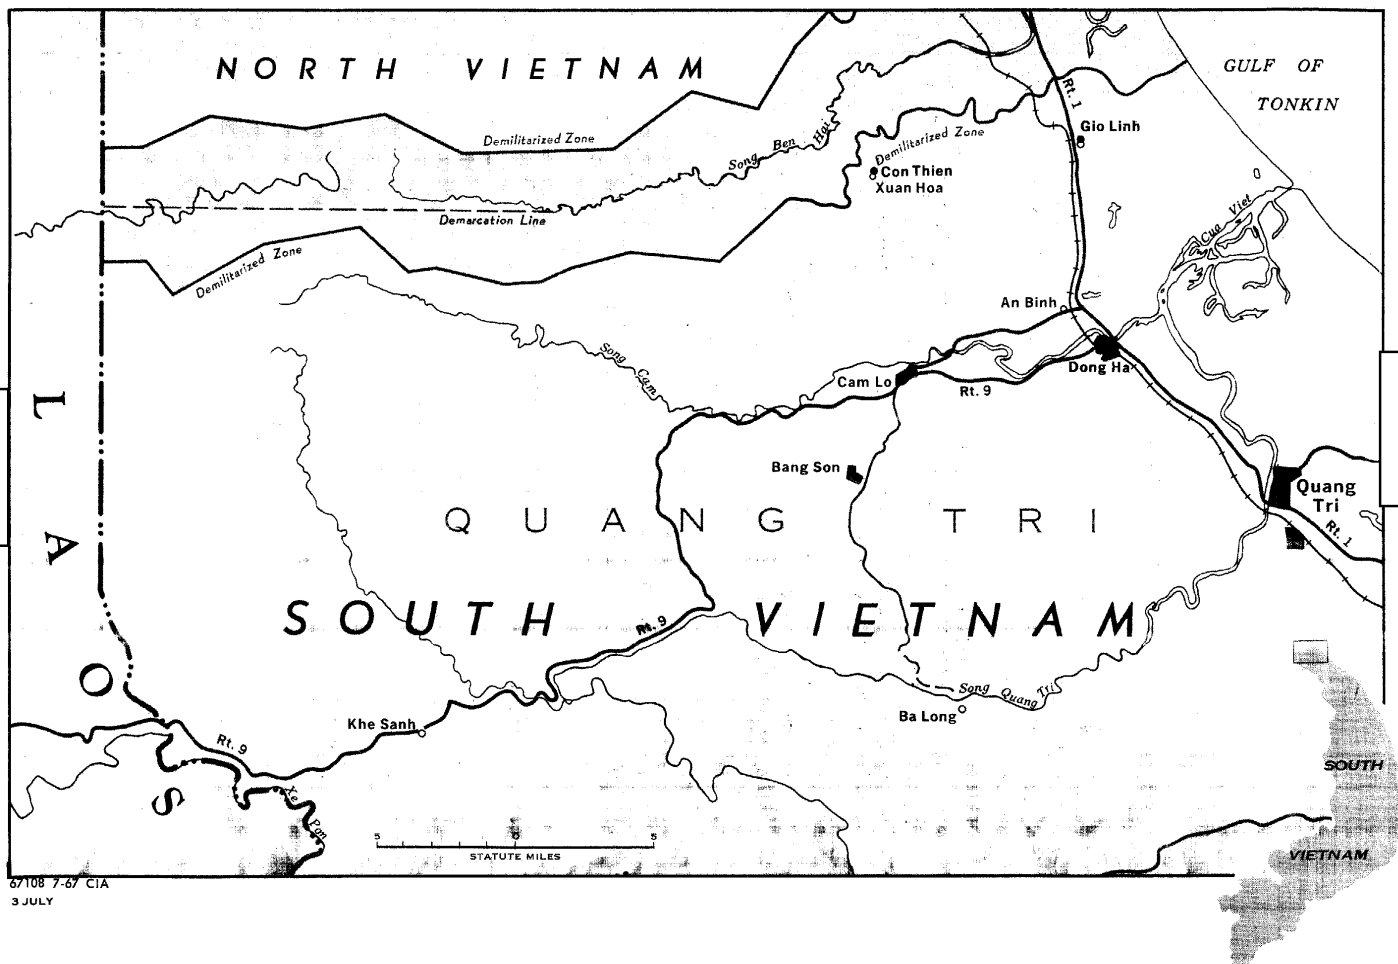 NORTH VIETNAM
GULF OF
TONKIN
Rt. 1
Gio Linh
Demilitarized Zone
Song Ben Hai
Demilitarized Zone
Con Thien
Xuan Hoa
Demarcation Line
Cua Viet
Demilitarized Zone
An Binh
Song Cam
Dong Ha
Cam Lo
Rt. 9
LAOS
Bang Son
Quang
Tri
QUANG TRI
Rt. 1
SOUTH VIETNAM
Rt. 9
Song Quang Tri
Ba Long
Khe Sanh
Rt. 9
Xe Pon
SOUTH
VIETNAM
5 0 5
STATUTE MILES
67108 7-67 CIA
3 JULY